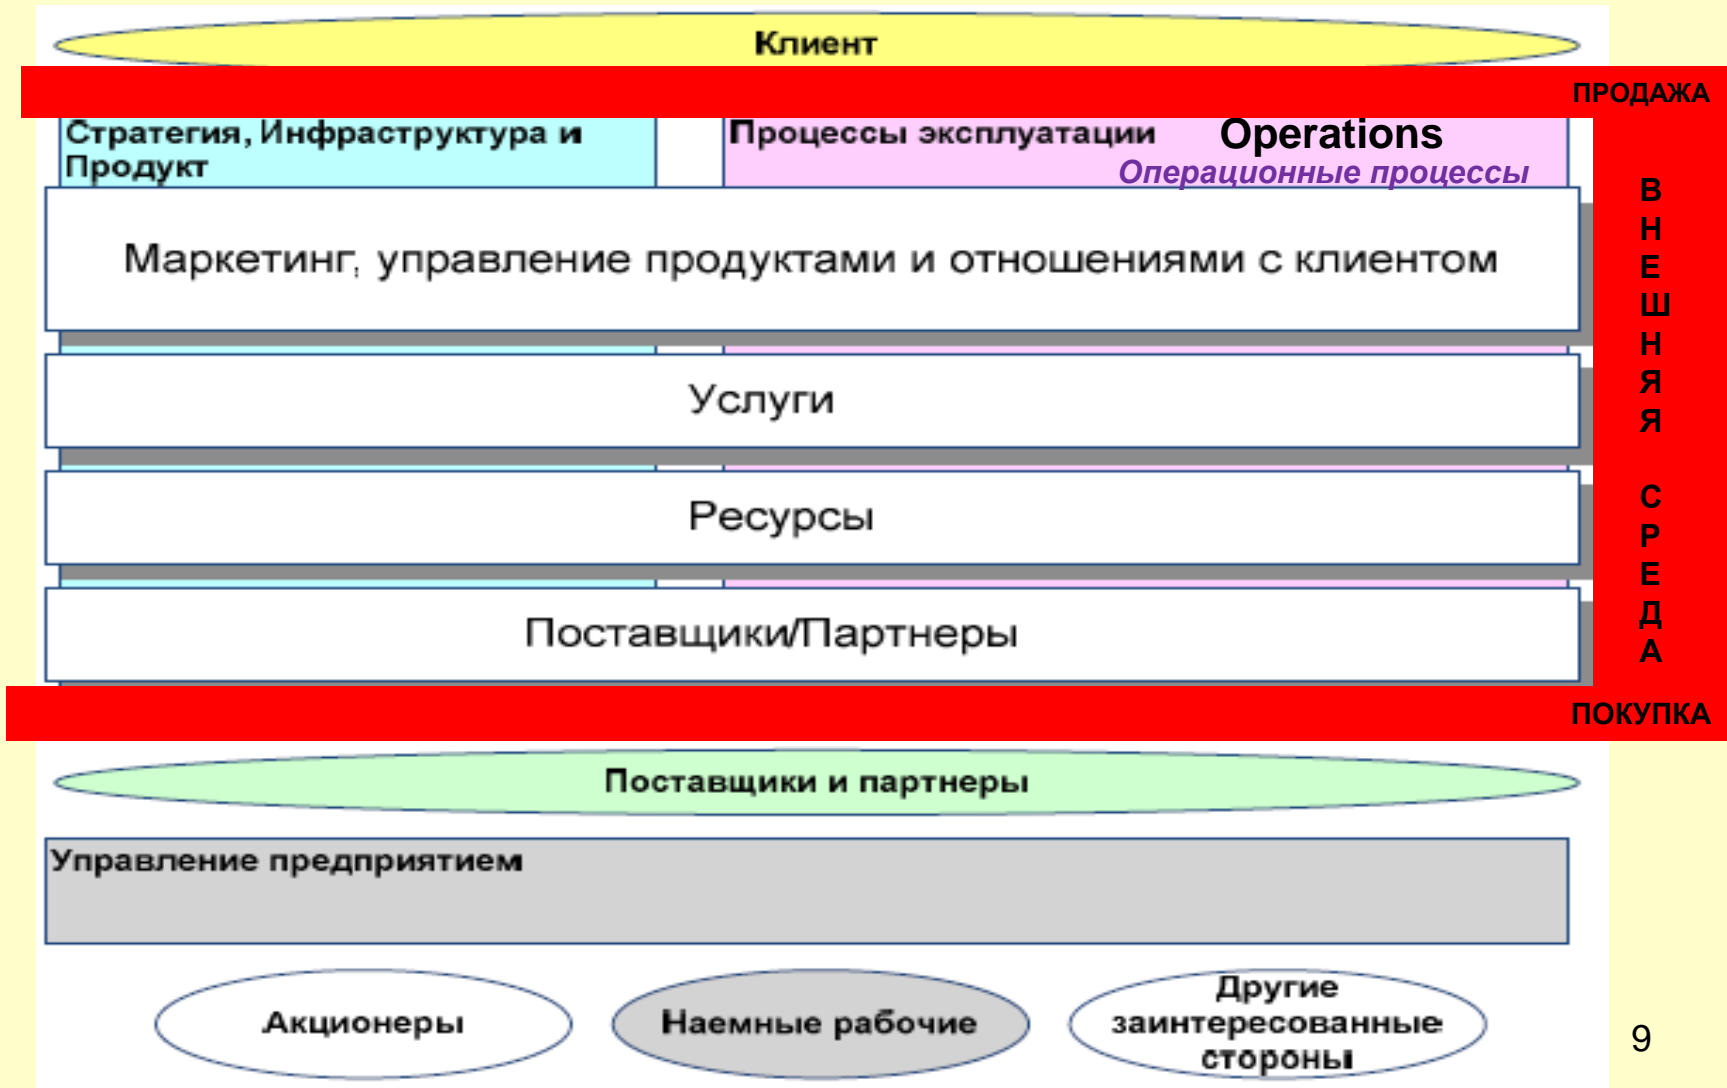 Клиент
ПРОДАЖА
Стратегия, Инфраструктура и
Продукт
Процессы эксплуатации
Operations
Операционные процессы
Маркетинг, управление продуктами и отношениями с клиентом
Услуги
Ресурсы
Поставщики/Партнеры
В
Н
Е
Ш
Н
Я
Я
С
Р
Е
Д
А
ПОКУПКА
Поставщики и партнеры
Управление предприятием
Акционеры
Наемные рабочие
Другие
заинтересованные
стороны
9